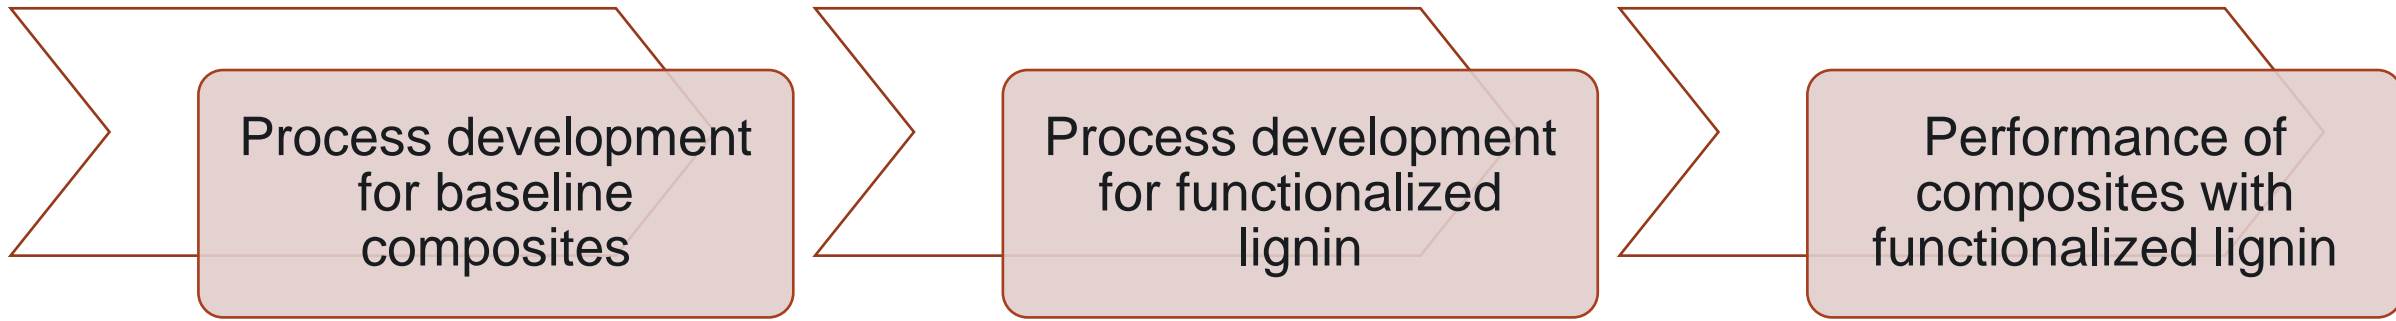 Process development
for baseline
composites
Process development
for functionalized
lignin
Performance of
composites with
functionalized lignin